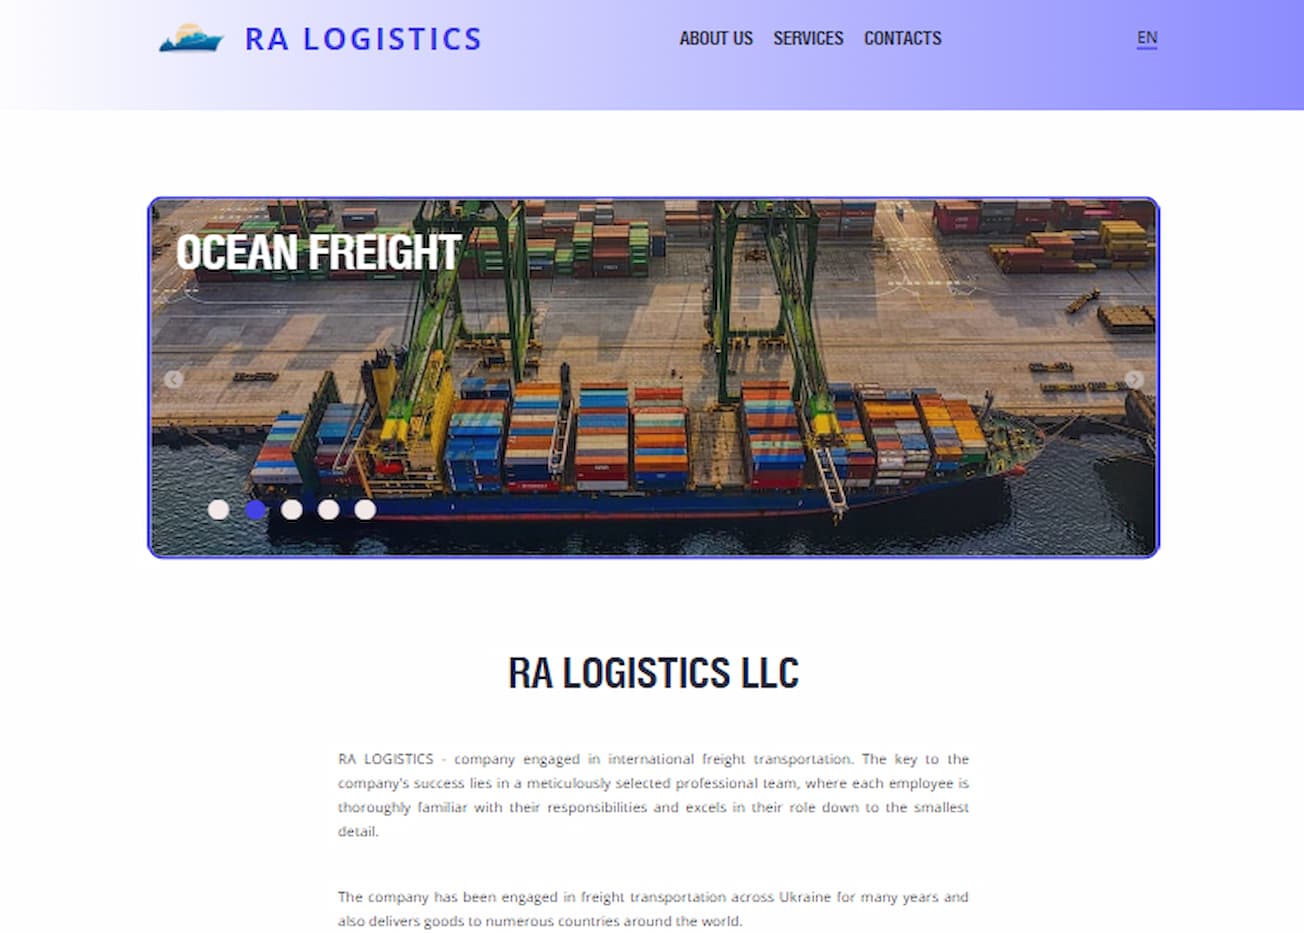 RA LOGISTICS
ABOUT US SERVICES CONTACTS
EN
OCEAN FREIGHT
RA LOGISTICS LLC
RA LOGISTICS - company engaged in international freight transportation. The key to the
company's success lies in a meticulously selected professional team, where each employee is
thoroughly familiar with their responsibilities and excels in their role down to the smallest
detail.
The company has been engaged in freight transportation across Ukraine for many years and
also delivers goods to numerous countries around the world.